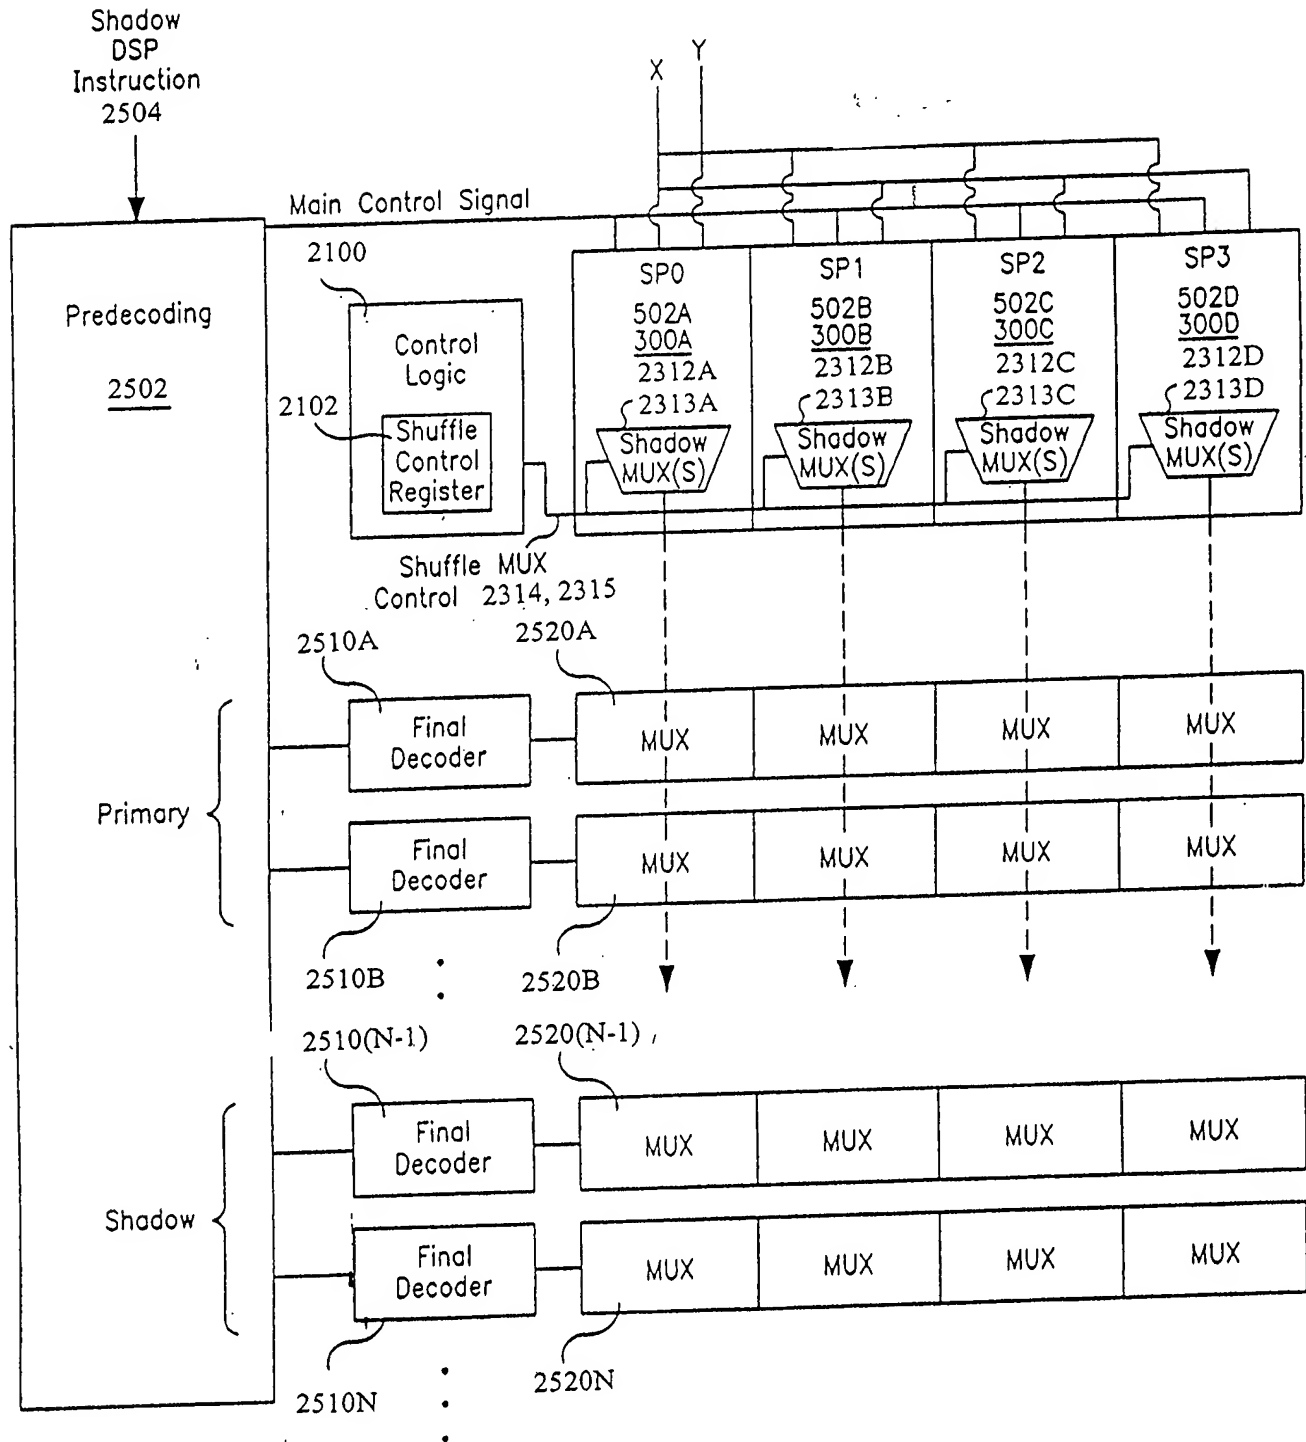 Shadow
DSP
Instruction
2504
X
Y
Main Control Signal
Predecoding
2502
2100
Control
Logic
2102
Shuffle
Control
Register
SP0
502A
300A
2312A
2313A
Shadow
MUX(S)
SP1
502B
300B
2312B
2313B
Shadow
MUX(S)
SP2
502C
300C
2312C
2313C
Shadow
MUX(S)
SP3
502D
300D
2312D
2313D
Shadow
MUX(S)
Shuffle MUX
Control 2314, 2315
2510A
2520A
Primary
Final
Decoder
MUX
MUX
MUX
MUX
Final
Decoder
MUX
MUX
MUX
MUX
2510B
2520B
2510(N-1)
2520(N-1)
Shadow
Final
Decoder
MUX
MUX
MUX
MUX
Final
Decoder
MUX
MUX
MUX
MUX
2510N
2520N